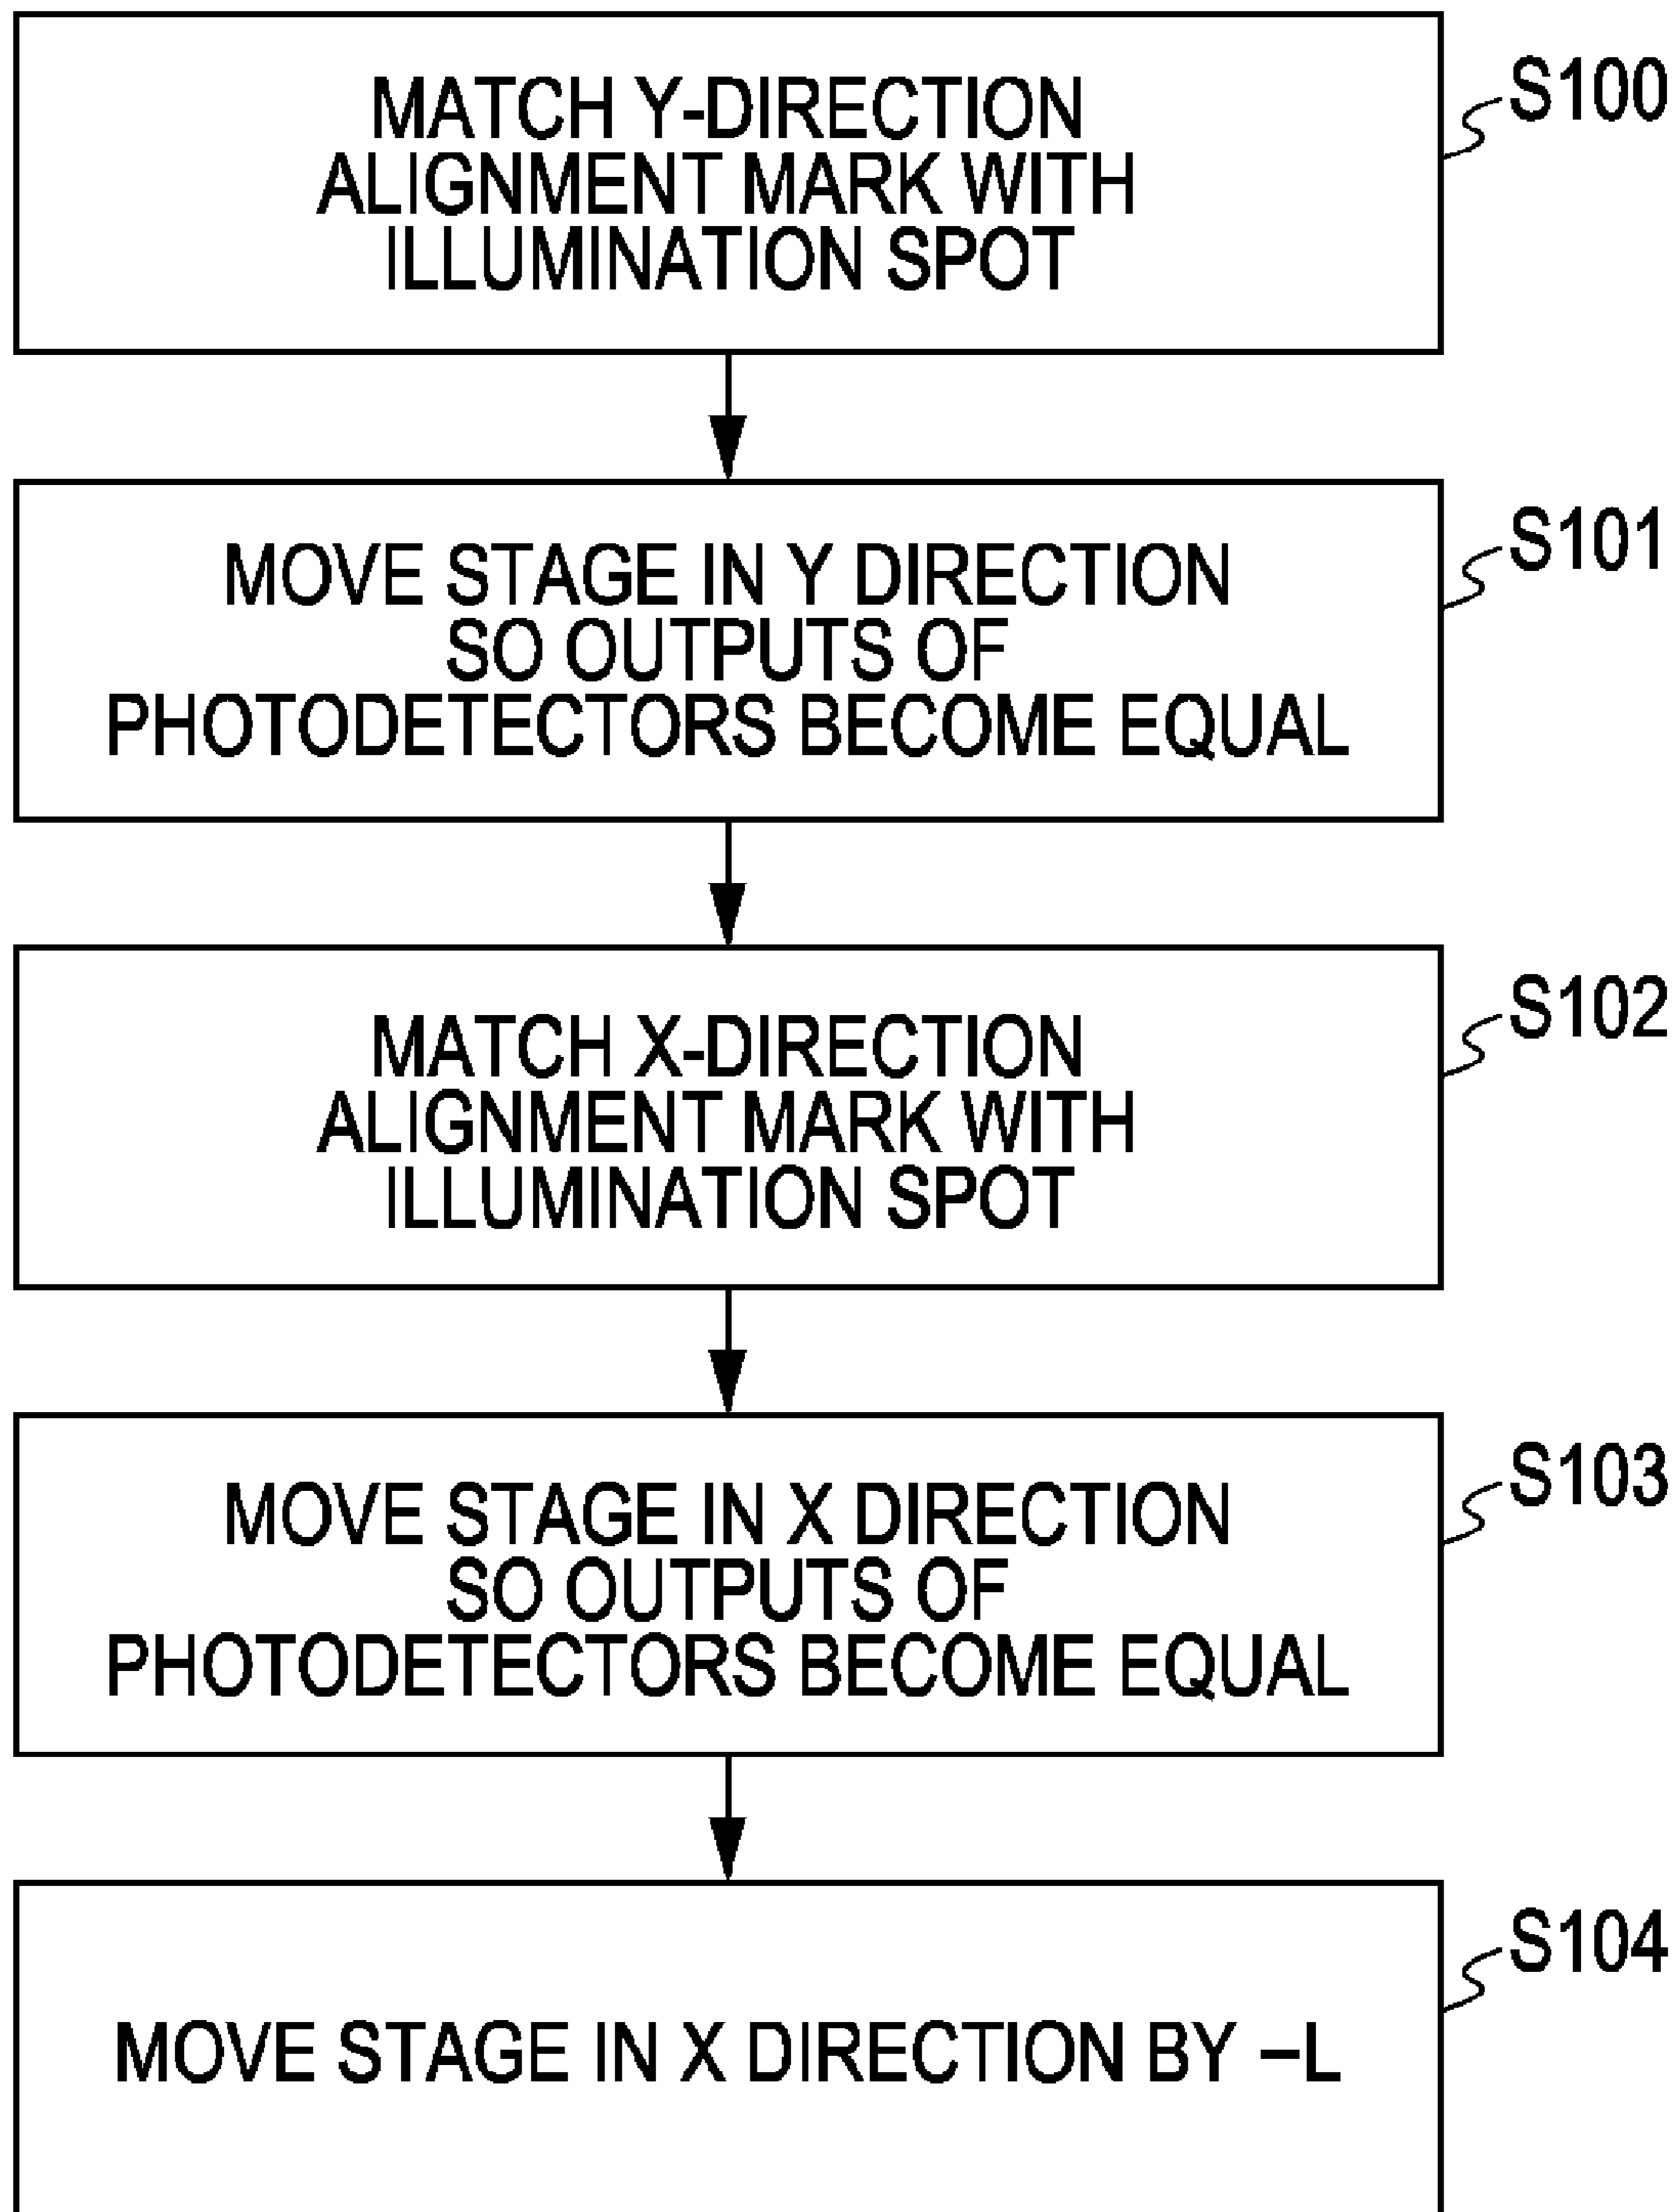 MATCH Y-DIRECTION
ALIGNMENT MARK WITH
ILLUMINATION SPOT
S100
MOVE STAGE IN Y DIRECTION
SO OUTPUTS OF
PHOTODETECTORS BECOME EQUAL
S101
MATCH X-DIRECTION
ALIGNMENT MARK WITH
ILLUMINATION SPOT
S102
MOVE STAGE IN X DIRECTION
SO OUTPUTS OF
PHOTODETECTORS BECOME EQUAL
S103
MOVE STAGE IN X DIRECTION BY –L
S104